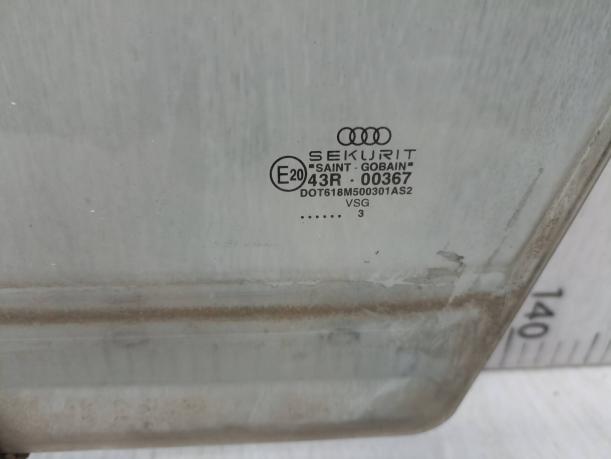 SEKURIT
"SAINT - GOBAIN"
E20
43R - 00367
DOT618M500301AS2
VSG
...... 3
140